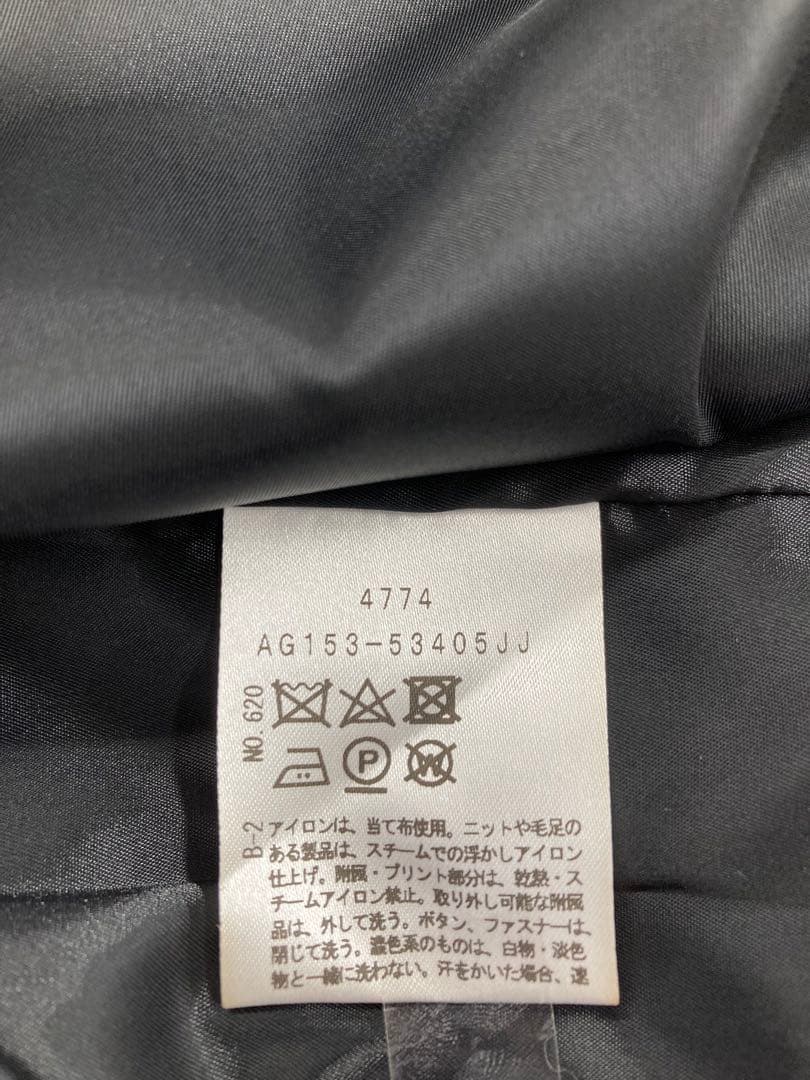 4774
AG153-53405JJ
NO.620
P
W
B-2
アイロンは、当て布使用。ニットや毛足の
ある製品は、スチームでの浮かしアイロン
仕上げ。附属・プリント部分は、乾熱・ス
チームアイロン禁止。取り外し可能な附属
品は、外して洗う。ボタン、ファスナーは、
閉じて洗う。濃色系のものは、白物・淡色
物と一緒に洗わない。汗をかいた場合、速